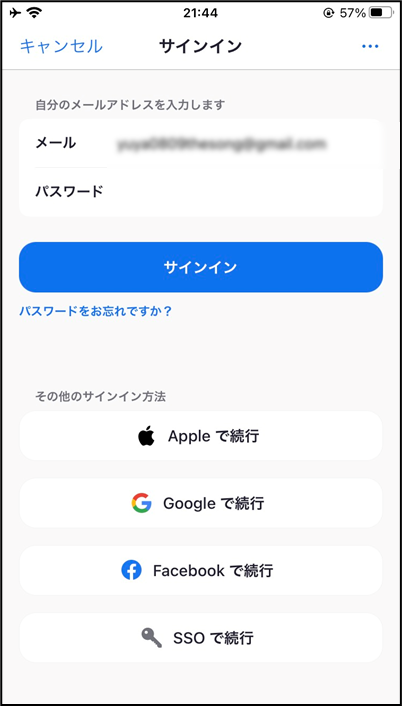 21:44
57%
キャンセル
サインイン
自分のメールアドレスを入力します
メール
パスワード
サインイン
パスワードをお忘れですか？
その他のサインイン方法
Apple で続行
Google で続行
Facebook で続行
SSO で続行